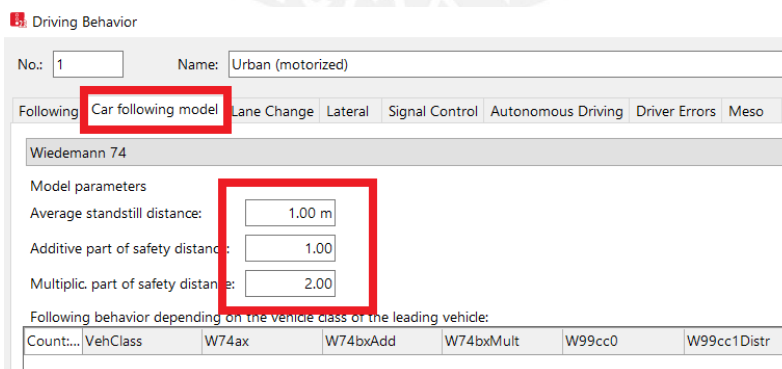 Driving Behavior
No.: 1 Name: Urban (motorized)
Following Car following model Lane Change Lateral Signal Control Autonomous Driving Driver Errors Meso
Wiedemann 74
Model parameters
Average standstill distance: 1.00 m
Additive part of safety distance: 1.00
Multiplic. part of safety distance: 2.00
Following behavior depending on the vehicle class of the leading vehicle:
Count:... VehClass W74ax W74bxAdd W74bxMult W99cc0 W99cc1Distr